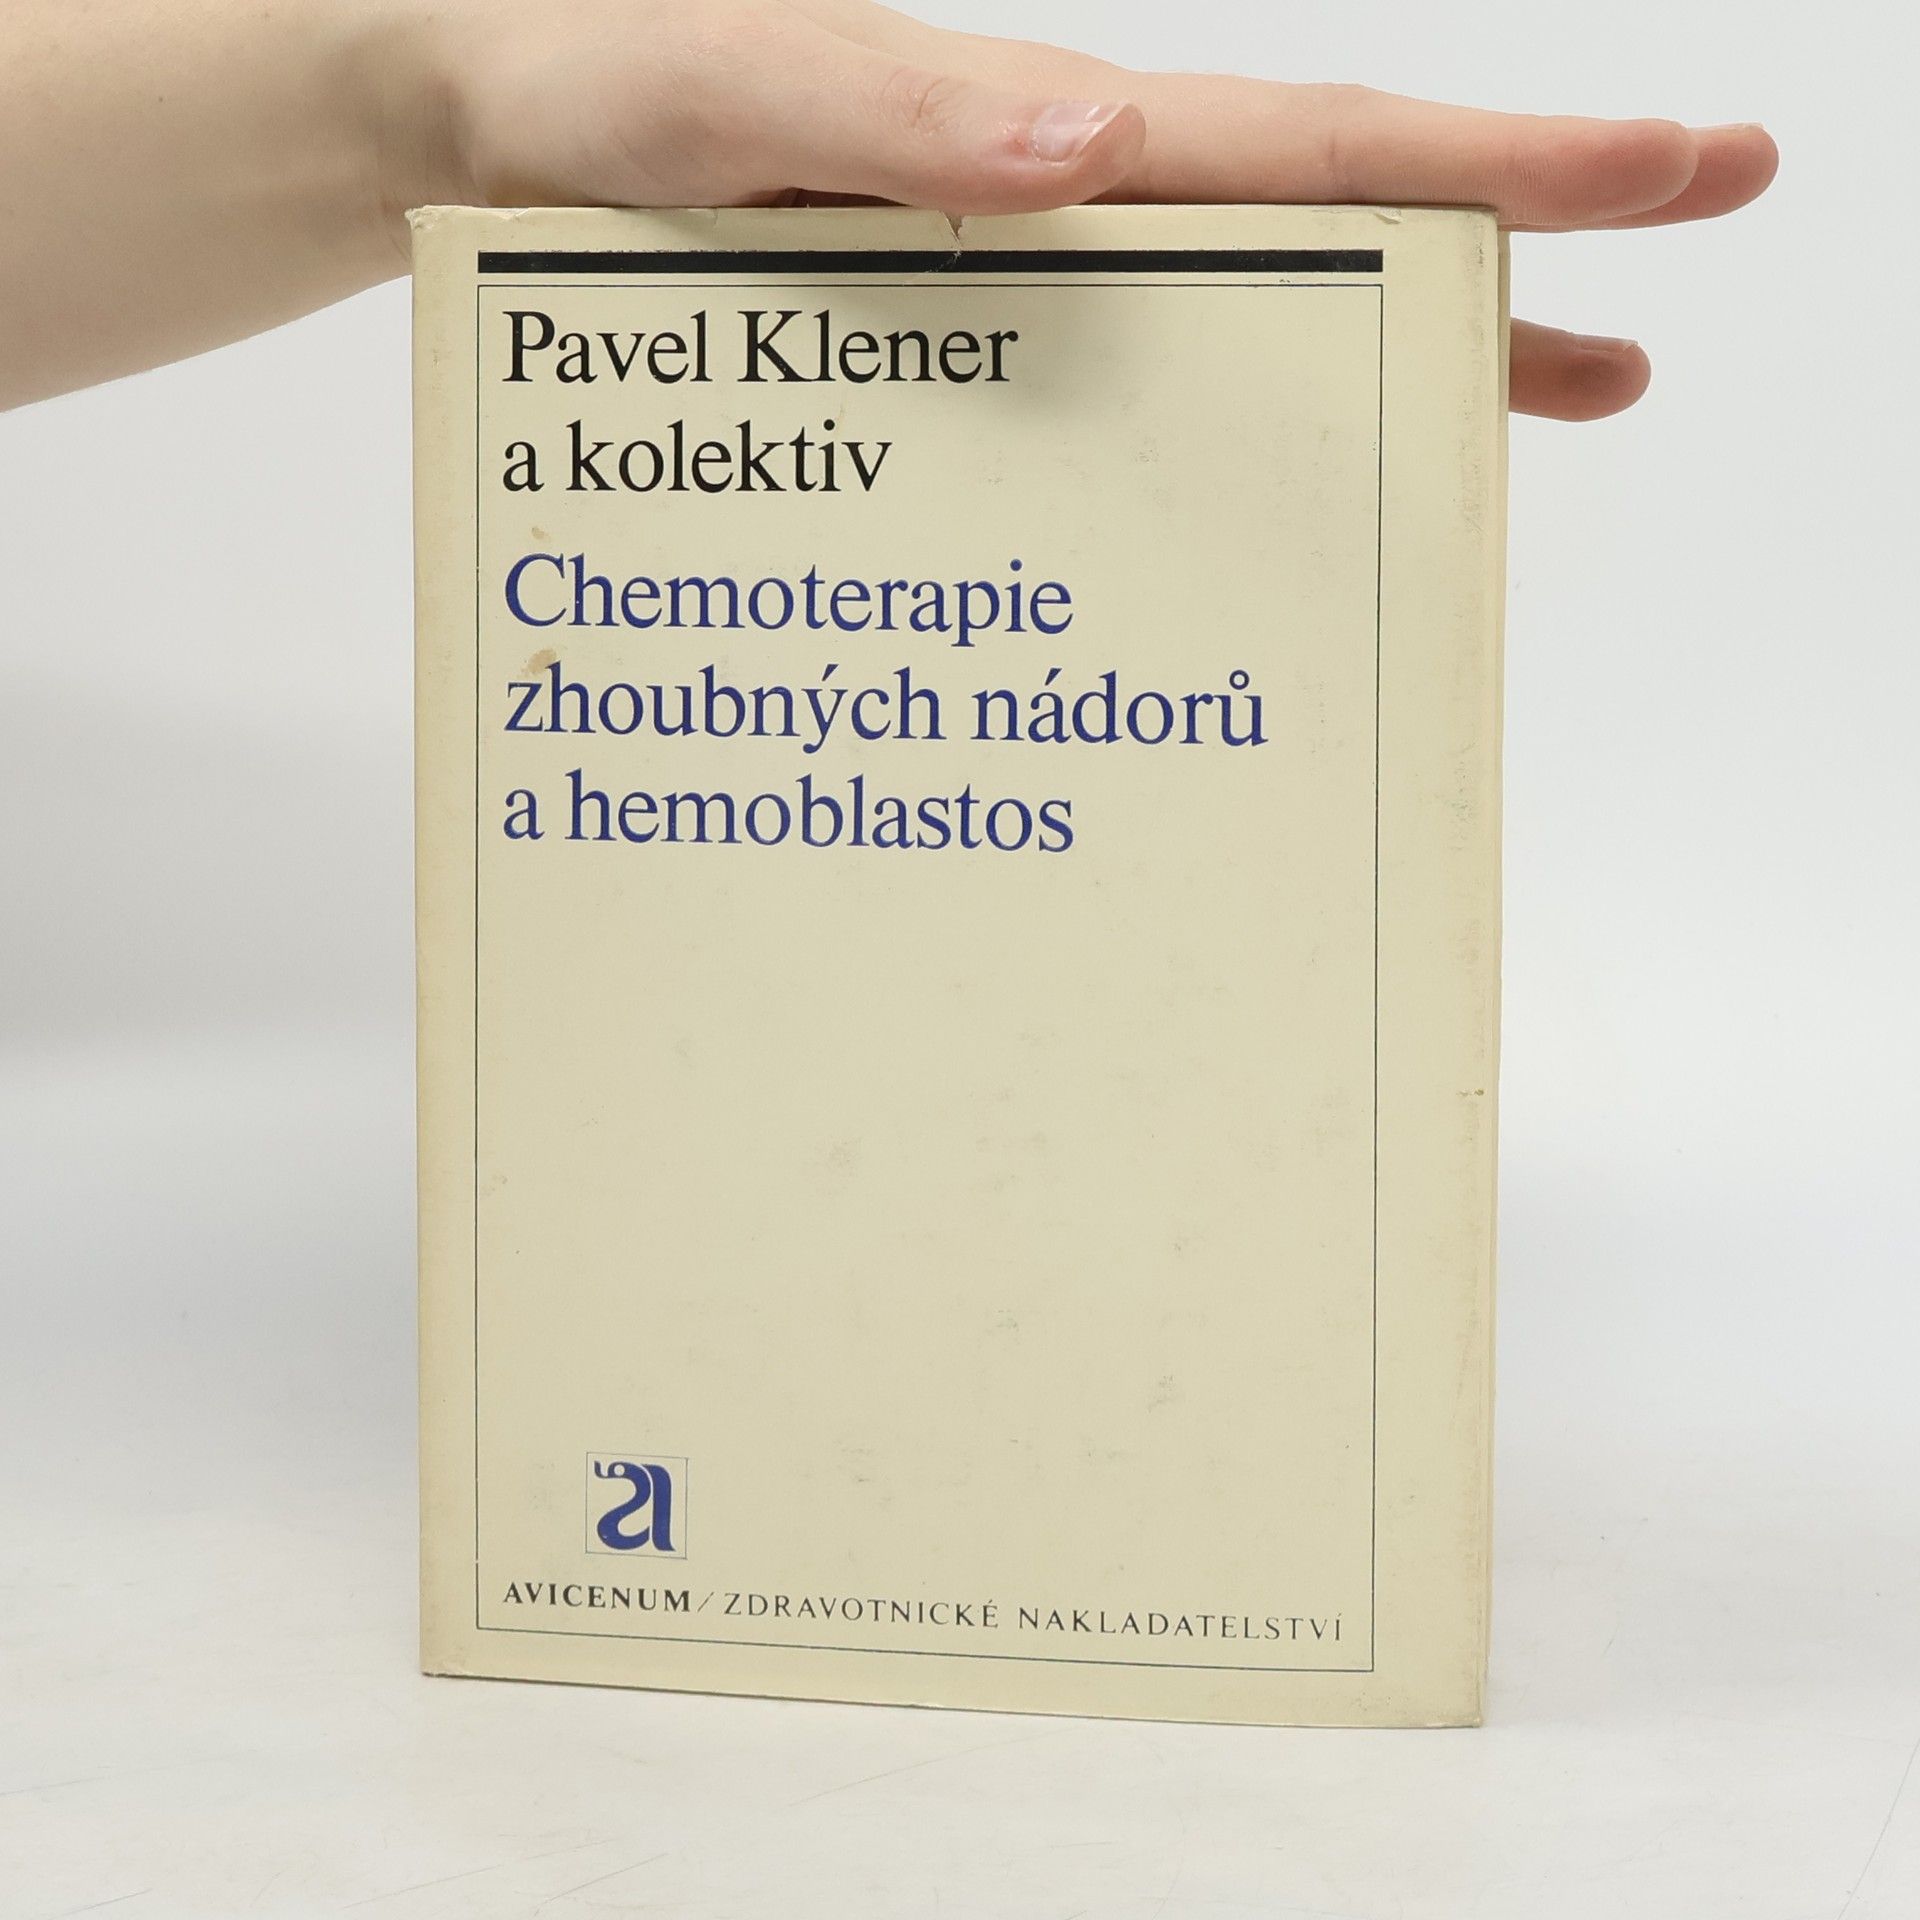 Pavel Klener
a kolektiv
Chemoterapie
zhoubných nádorů
a hemoblastos
AVICENUM / ZDRAVOTNICKÉ NAKLADATELSTVÍ